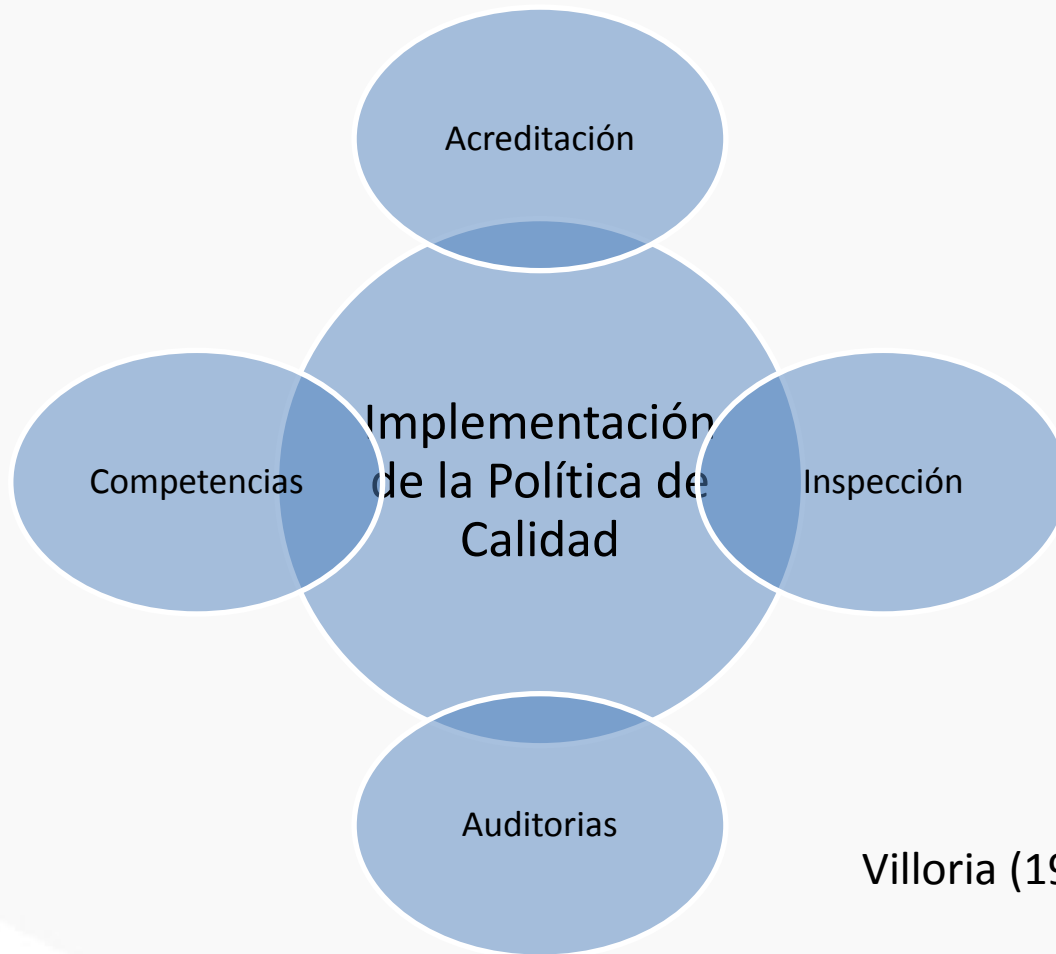 Acreditación
Implementación
de la Política de
Calidad
Competencias
Inspección
Auditorias
Villoria (19